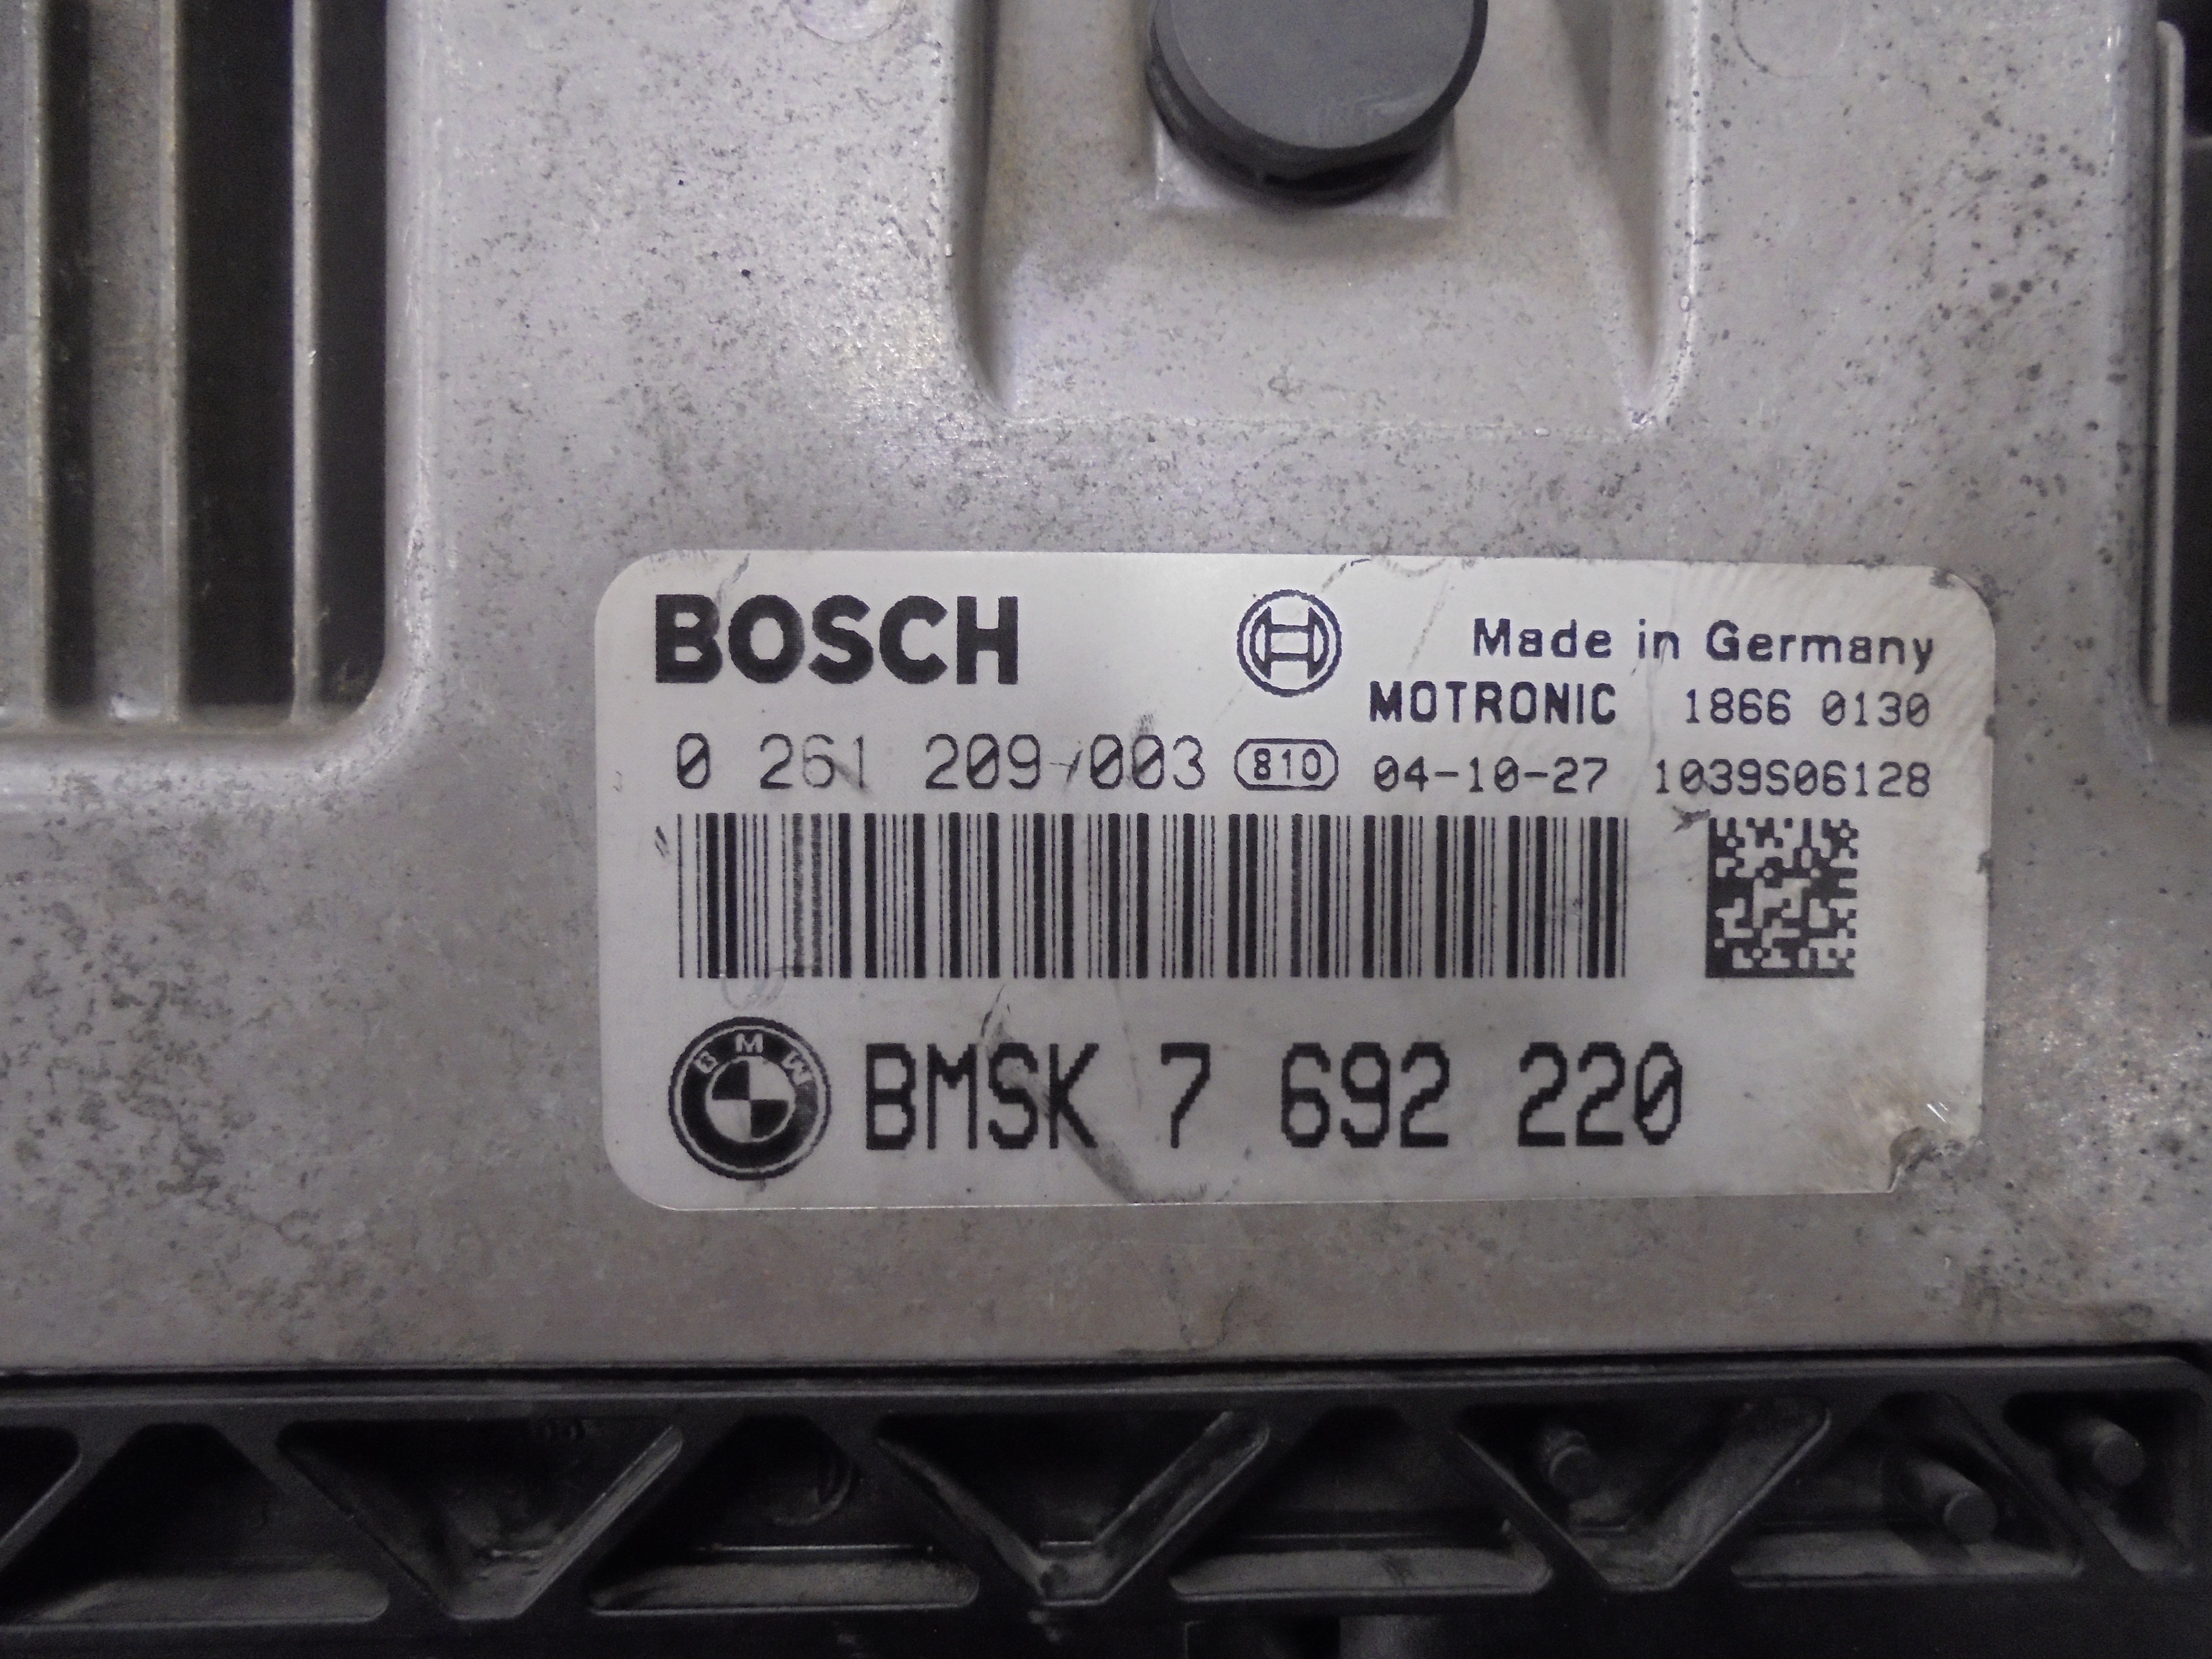 BOSCH
Made in Germany
MOTRONIC 1866 0130
0 261 209 003 810 04-10-27 1039S06128
BMW
BMSK 7 692 220